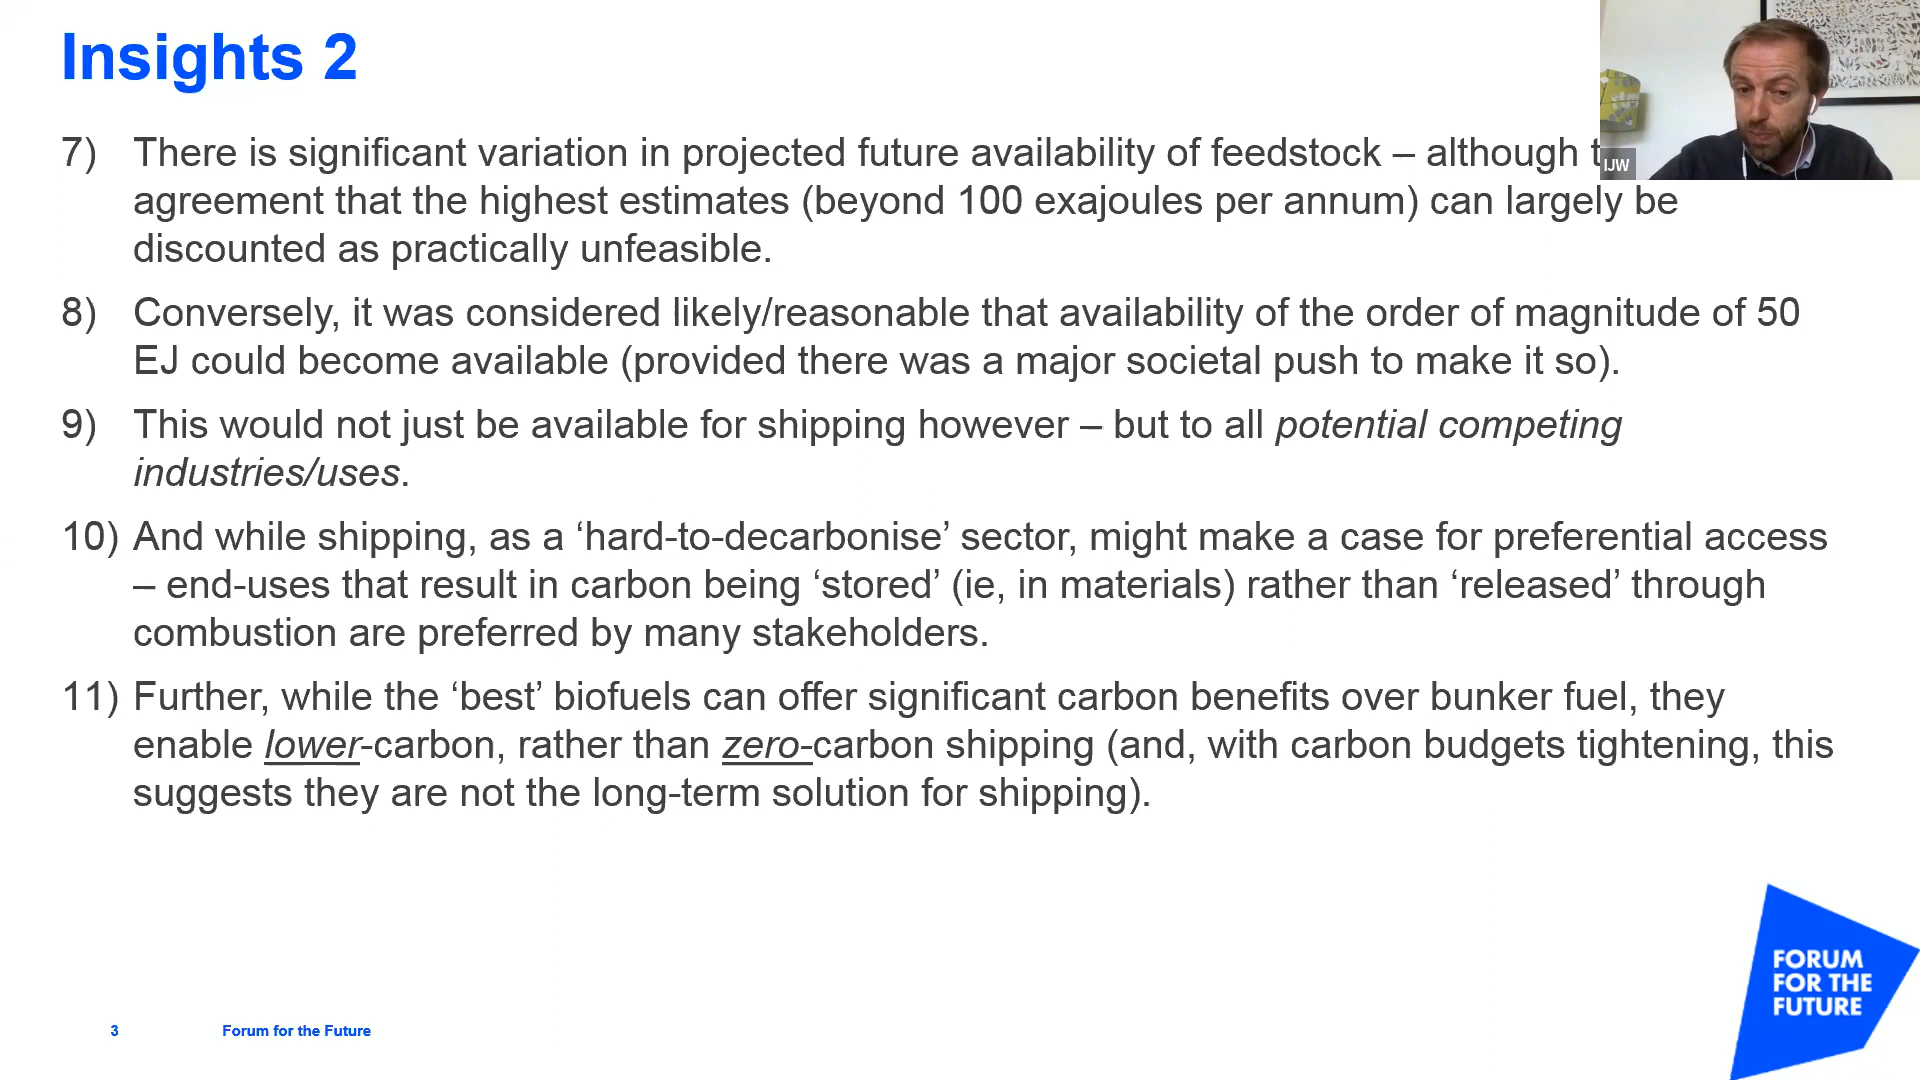 Insights 2
7) There is significant variation in projected future availability of feedstock – although
agreement that the highest estimates (beyond 100 exajoules per annum) can largely be
discounted as practically unfeasible.
8) Conversely, it was considered likely/reasonable that availability of the order of magnitude of 50
EJ could become available (provided there was a major societal push to make it so).
9) This would not just be available for shipping however – but to all potential competing
industries/uses.
10) And while shipping, as a ‘hard-to-decarbonise’ sector, might make a case for preferential access
– end-uses that result in carbon being ‘stored’ (ie, in materials) rather than ‘released’ through
combustion are preferred by many stakeholders.
11) Further, while the ‘best’ biofuels can offer significant carbon benefits over bunker fuel, they
enable lower-carbon, rather than zero-carbon shipping (and, with carbon budgets tightening, this
suggests they are not the long-term solution for shipping).
IJW
3
Forum for the Future
FORUM
FOR THE
FUTURE